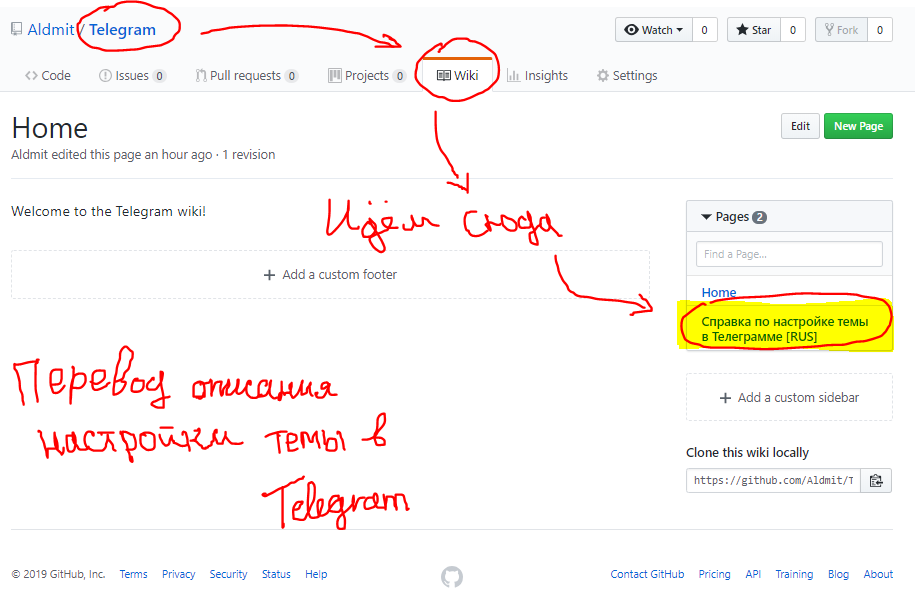 Aldmit / Telegram
Watch 0 Star 0 Fork 0
Code Issues 0 Pull requests 0 Projects 0 Wiki Insights Settings
Home
Edit New Page
Aldmit edited this page an hour ago · 1 revision
Welcome to the Telegram wiki!
Идём сюда
Pages 2
Find a Page...
Home
Справка по настройке темы
в Телеграмме [RUS]
+ Add a custom footer
Перевод описания
настройки темы в
Telegram
+ Add a custom sidebar
Clone this wiki locally
https://github.com/Aldmit/T
© 2019 GitHub, Inc. Terms Privacy Security Status Help
Contact GitHub Pricing API Training Blog About